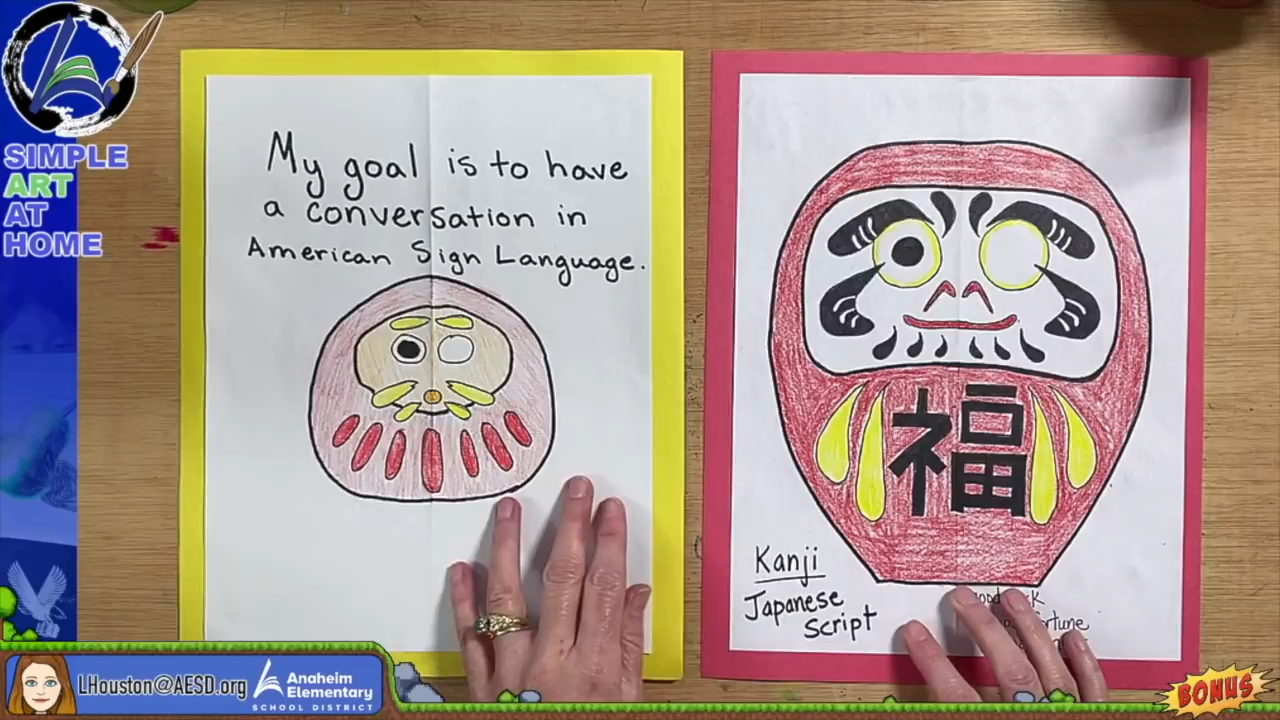 SIMPLE
ART
AT
HOME
My goal is to have
a conversation in
American Sign Language.
福
Kanji
Japanese
Script
LHouston@AESD.org
Anaheim
Elementary
SCHOOL DISTRICT
BONUS